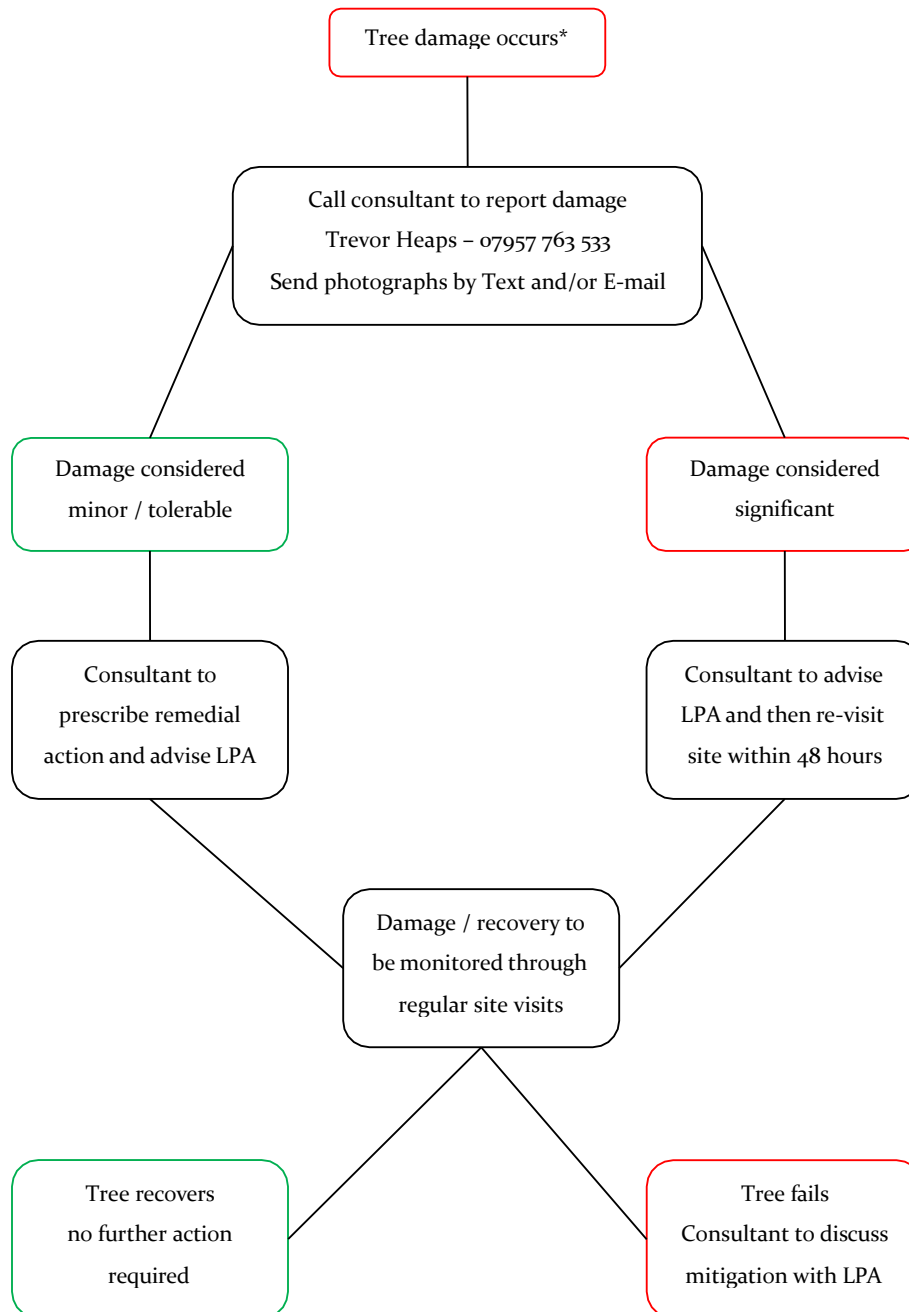 Tree damage occurs*
Call consultant to report damage
Trevor Heaps – 07957 763 533
Send photographs by Text and/or E-mail
Damage considered
minor / tolerable
Damage considered
significant
Consultant to
prescribe remedial
action and advise LPA
Consultant to advise
LPA and then re-visit
site within 48 hours
Damage / recovery to
be monitored through
regular site visits
Tree recovers
no further action
required
Tree fails
Consultant to discuss
mitigation with LPA